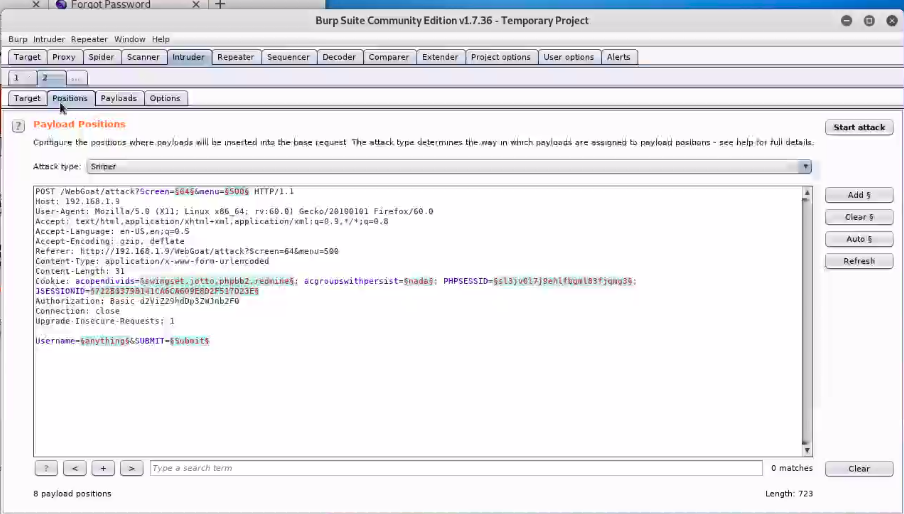 Forgot Password
Burp Suite Community Edition v1.7.36 - Temporary Project
Burp Intruder Repeater Window Help
Target Proxy Spider Scanner Intruder Repeater Sequencer Decoder Comparer Extender Project options User options Alerts
1 2 ...
Target Positions Payloads Options
? Payload Positions
Start attack
Configure the positions where payloads will be inserted into the base request. The attack type determines the way in which payloads are assigned to payload positions - see help for full details.
Attack type: Sniper
POST /WebGoat/attack?Screen=§64§&menu=§500§ HTTP/1.1
Host: 192.168.1.9
User-Agent: Mozilla/5.0 (X11; Linux x86_64; rv:60.0) Gecko/20100101 Firefox/60.0
Accept: text/html,application/xhtml+xml,application/xml;q=0.9,*/*;q=0.8
Accept-Language: en-US,en;q=0.5
Accept-Encoding: gzip, deflate
Referer: http://192.168.1.9/WebGoat/attack?Screen=64&menu=500
Content-Type: application/x-www-form-urlencoded
Content-Length: 31
Cookie: acopendivids=§swingset,jotto,phpbb2,redmine§; acgroupswithpersist=§nada§; PHPSESSID=
JSESSIONID=
Authorization: Basic
Connection: close
Upgrade-Insecure-Requests: 1
Username=§anything§&SUBMIT=§Submit§
Add §
Clear §
Auto §
Refresh
? < + > Type a search term 0 matches Clear
8 payload positions Length: 723